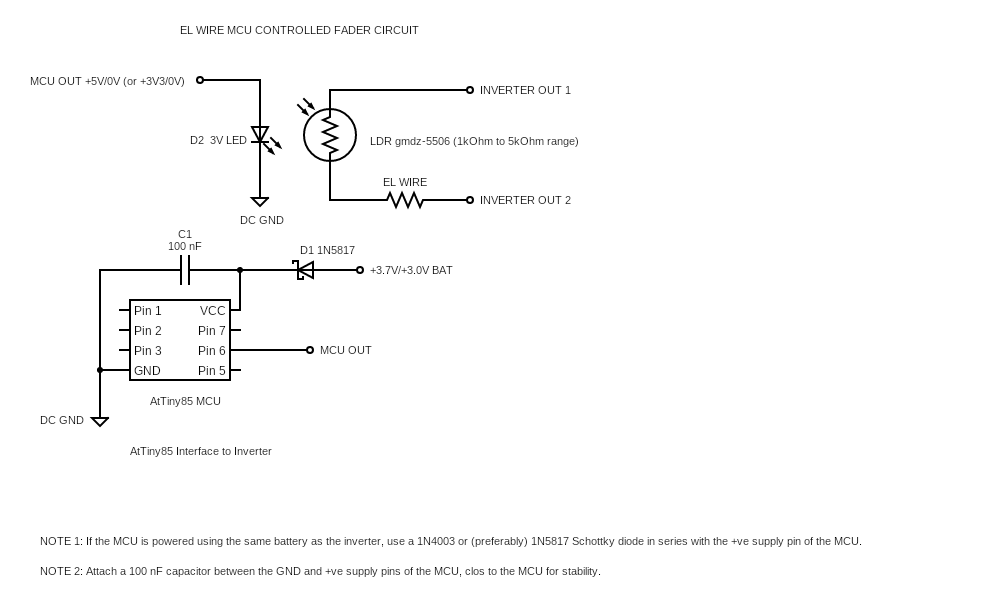 EL WIRE MCU CONTROLLED FADER CIRCUIT
MCU OUT +5V/0V (or +3V3/0V)
INVERTER OUT 1
D2 3V LED
LDR gmdz-5506 (1kOhm to 5kOhm range)
EL WIRE
INVERTER OUT 2
DC GND
C1
100 nF
D1 1N5817
+3.7V/+3.0V BAT
Pin 1 VCC
Pin 2 Pin 7
Pin 3 Pin 6
MCU OUT
GND Pin 5
AtTiny85 MCU
DC GND
AtTiny85 Interface to Inverter
NOTE 1: If the MCU is powered using the same battery as the inverter, use a 1N4003 or (preferably) 1N5817 Schottky diode in series with the +ve supply pin of the MCU.
NOTE 2: Attach a 100 nF capacitor between the GND and +ve supply pins of the MCU, clos to the MCU for stability.